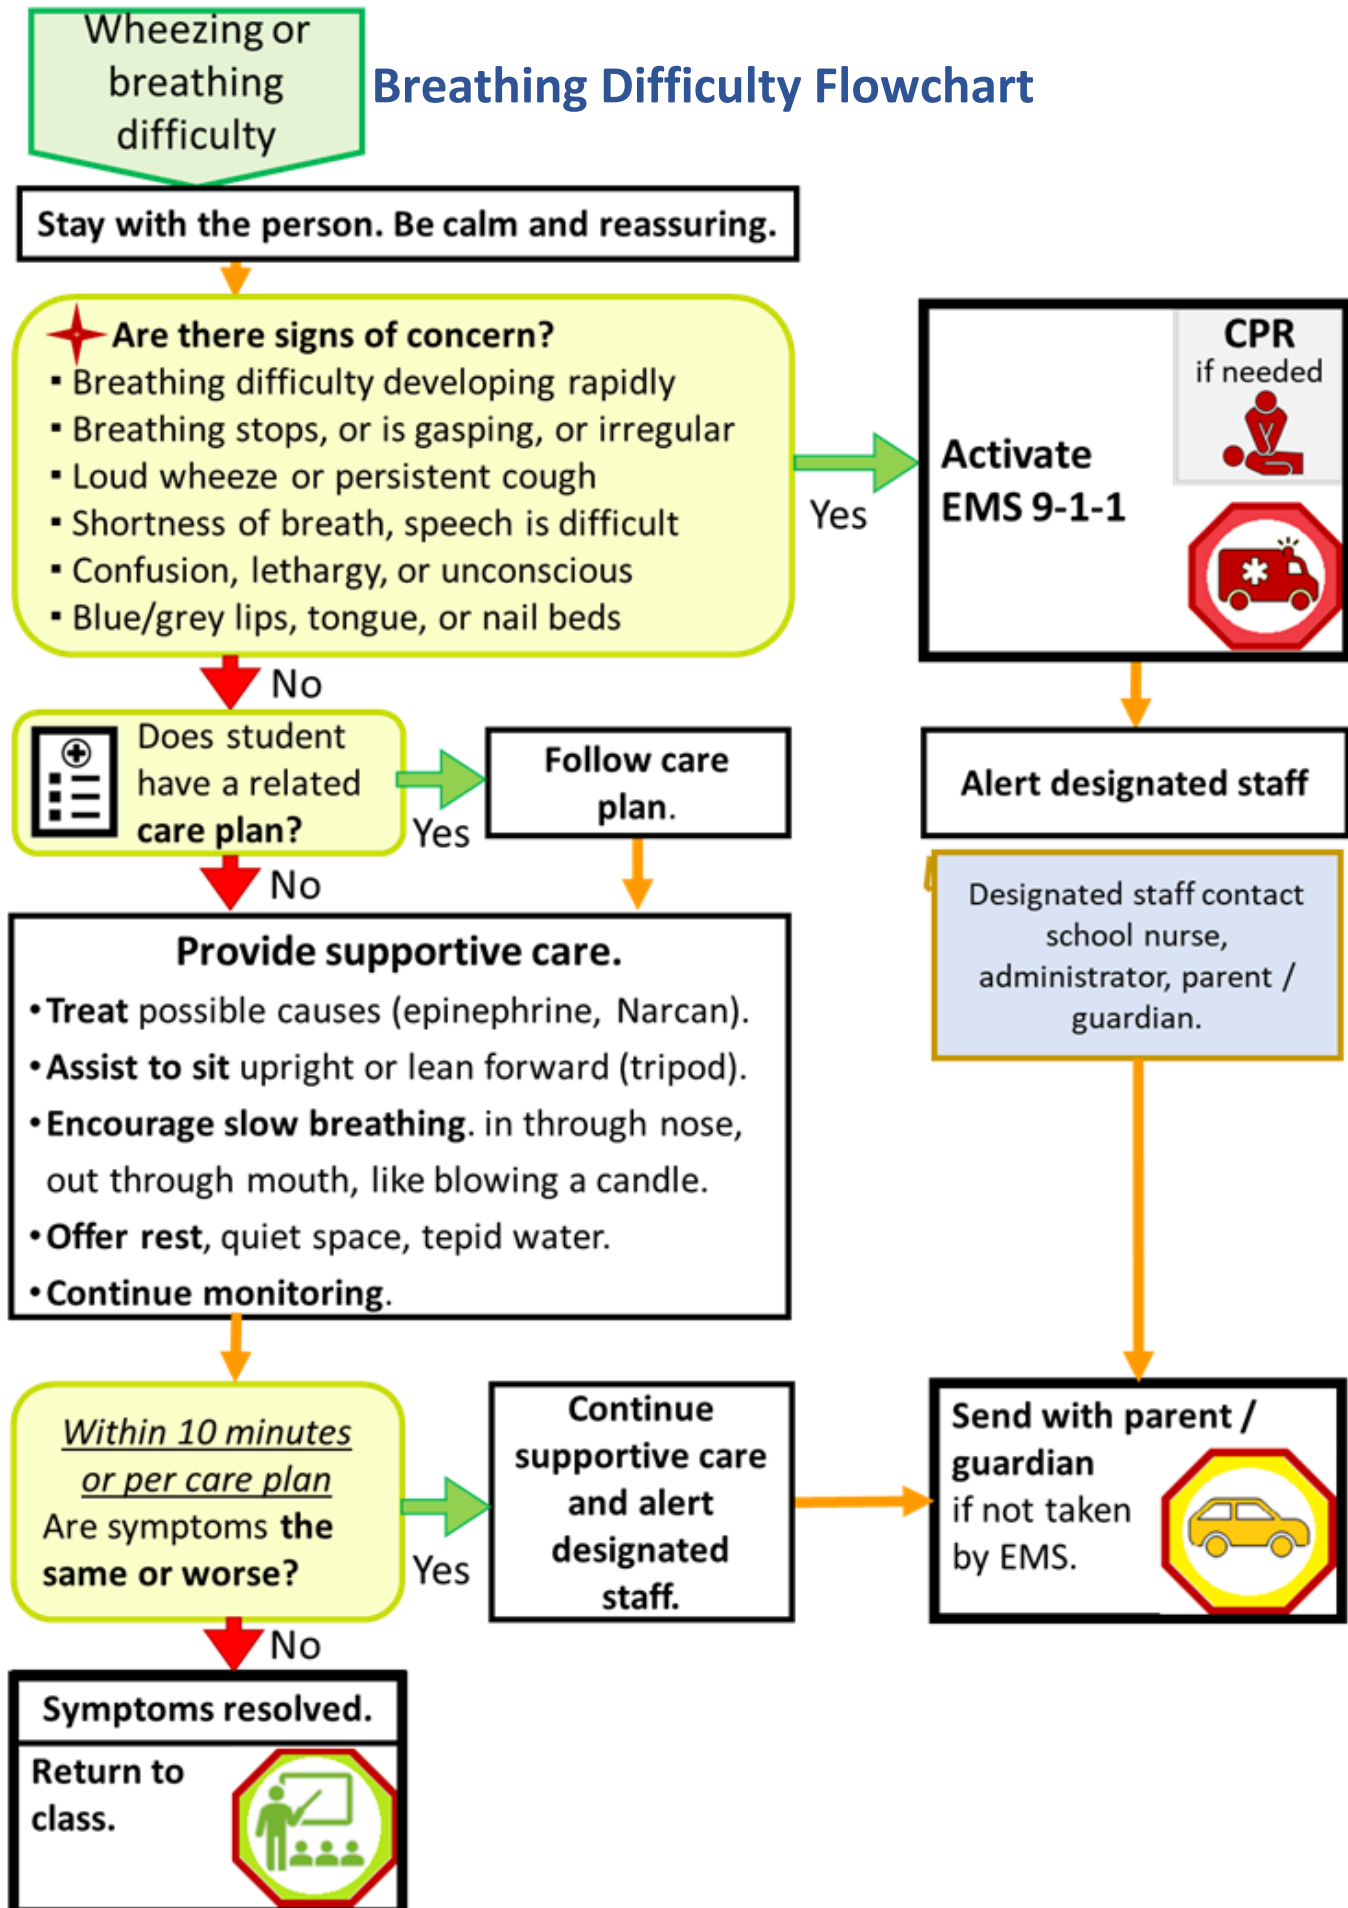 Wheezing or
breathing
difficulty
Breathing Difficulty Flowchart
Stay with the person. Be calm and reassuring.
Are there signs of concern?
▪ Breathing difficulty developing rapidly
▪ Breathing stops, or is gasping, or irregular
▪ Loud wheeze or persistent cough
▪ Shortness of breath, speech is difficult
▪ Confusion, lethargy, or unconscious
▪ Blue/grey lips, tongue, or nail beds
Yes
CPR
if needed
Activate
EMS 9-1-1
No
Does student
have a related
care plan?
Yes
Follow care
plan.
Alert designated staff
No
Designated staff contact
school nurse,
administrator, parent /
guardian.
Provide supportive care.
•Treat possible causes (epinephrine, Narcan).
•Assist to sit upright or lean forward (tripod).
•Encourage slow breathing. in through nose,
out through mouth, like blowing a candle.
•Offer rest, quiet space, tepid water.
•Continue monitoring.
Within 10 minutes
or per care plan
Are symptoms the
same or worse?
Yes
Continue
supportive care
and alert
designated
staff.
Send with parent /
guardian
if not taken
by EMS.
No
Symptoms resolved.
Return to
class.